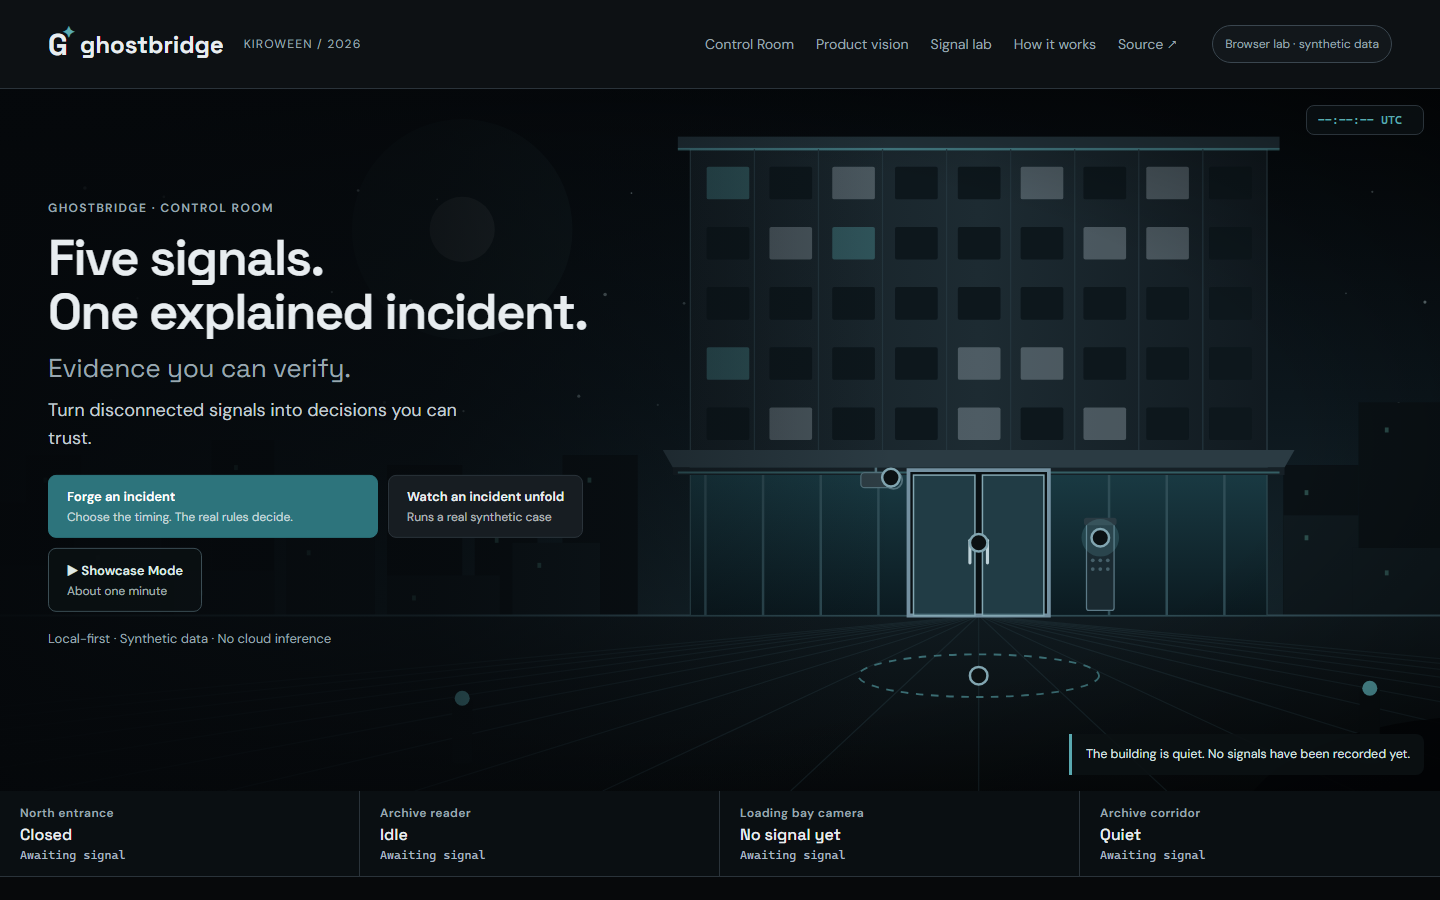 G ghostbridge KIROWEEN / 2026
Control Room Product vision Signal lab How it works Source ↗ Browser lab · synthetic data
--:--:-- UTC
GHOSTBRIDGE · CONTROL ROOM
Five signals.
One explained incident.
Evidence you can verify.
Turn disconnected signals into decisions you can
trust.
Forge an incident
Choose the timing. The real rules decide.
Watch an incident unfold
Runs a real synthetic case
▶ Showcase Mode
About one minute
Local-first · Synthetic data · No cloud inference
The building is quiet. No signals have been recorded yet.
North entrance
Closed
Awaiting signal
Archive reader
Idle
Awaiting signal
Loading bay camera
No signal yet
Awaiting signal
Archive corridor
Quiet
Awaiting signal